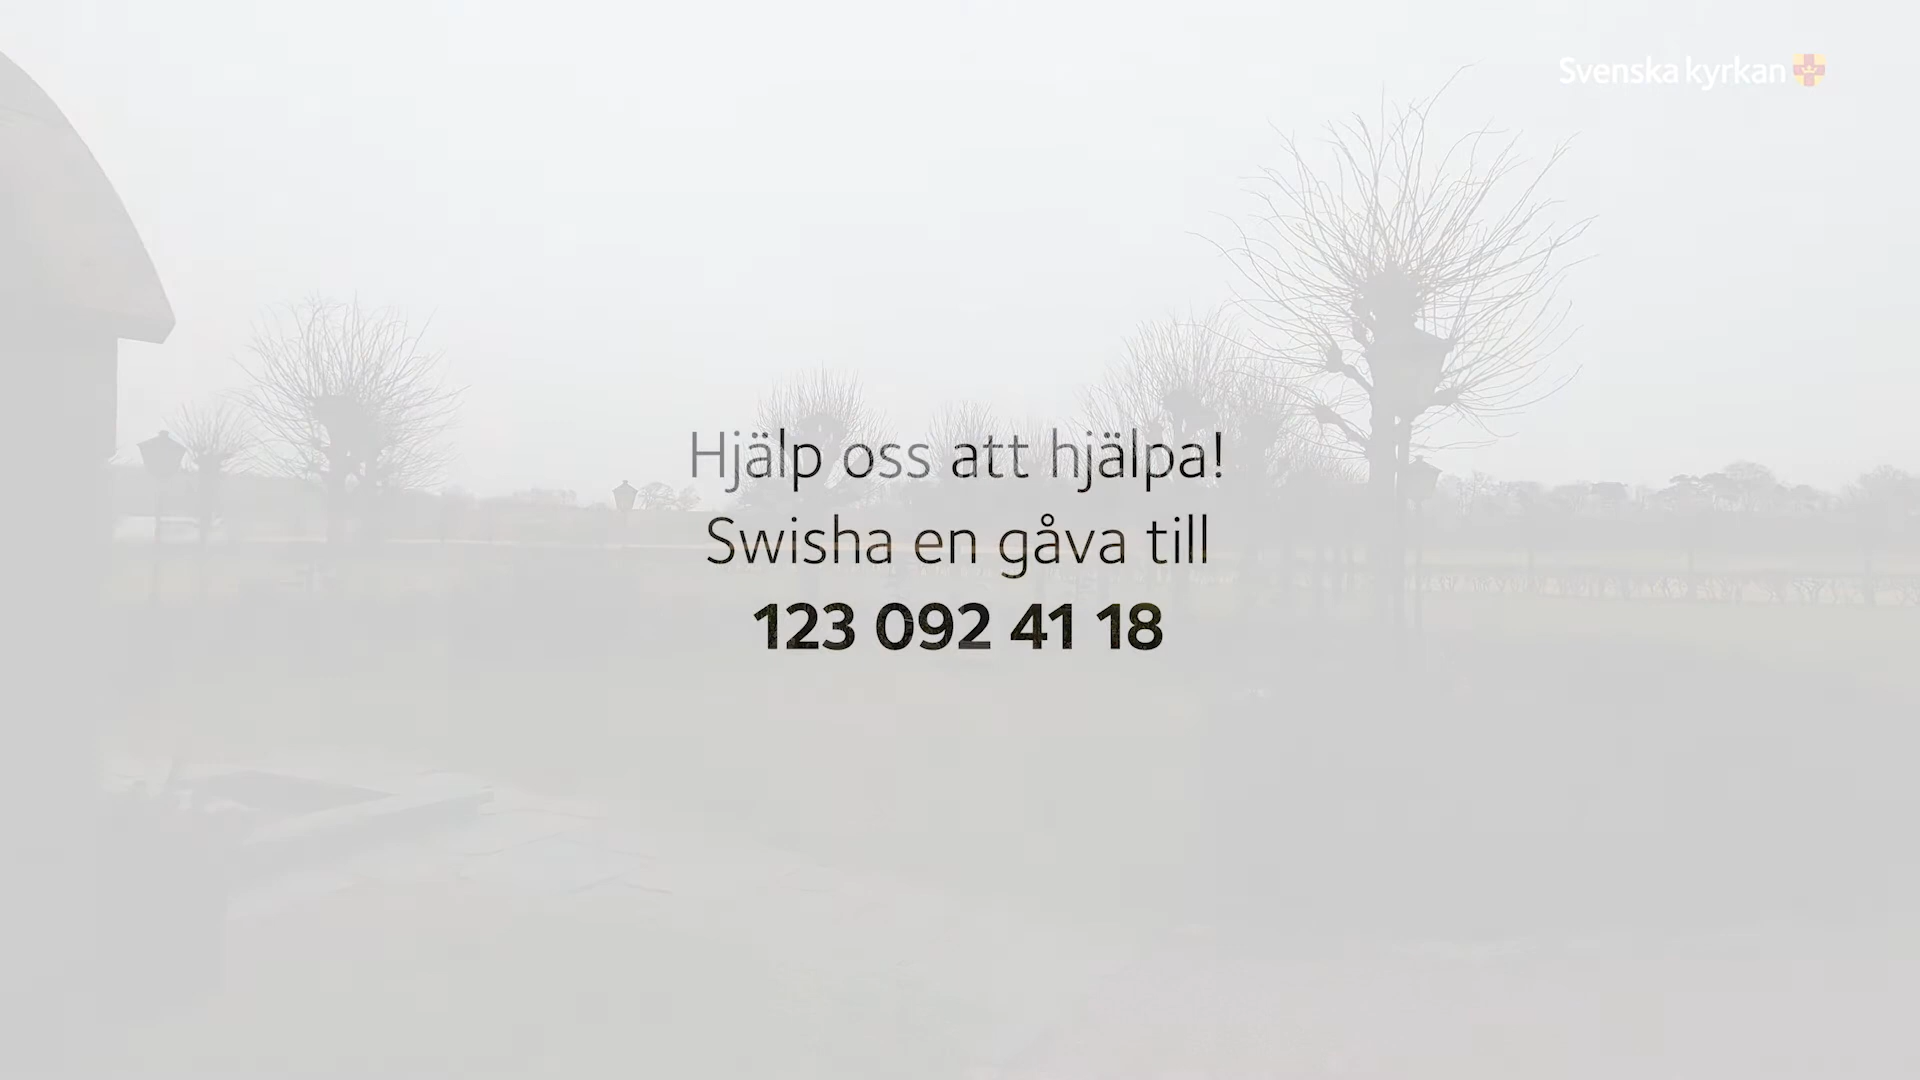 Svenska kyrkan
Hjälp oss att hjälpa!
Swisha en gåva till
123 092 41 18